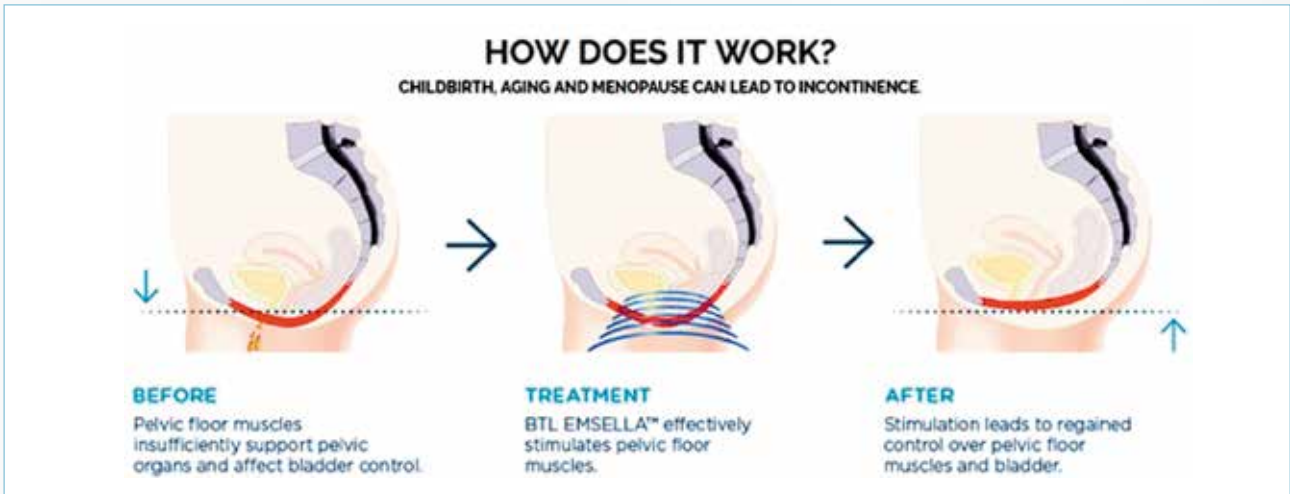 HOW DOES IT WORK?
CHILDBIRTH, AGING AND MENOPAUSE CAN LEAD TO INCONTINENCE.
BEFORE
Pelvic floor muscles
insufficiently support pelvic
organs and affect bladder control.
TREATMENT
BTL EMSELLA™ effectively
stimulates pelvic floor
muscles.
AFTER
Stimulation leads to regained
control over pelvic floor
muscles and bladder.